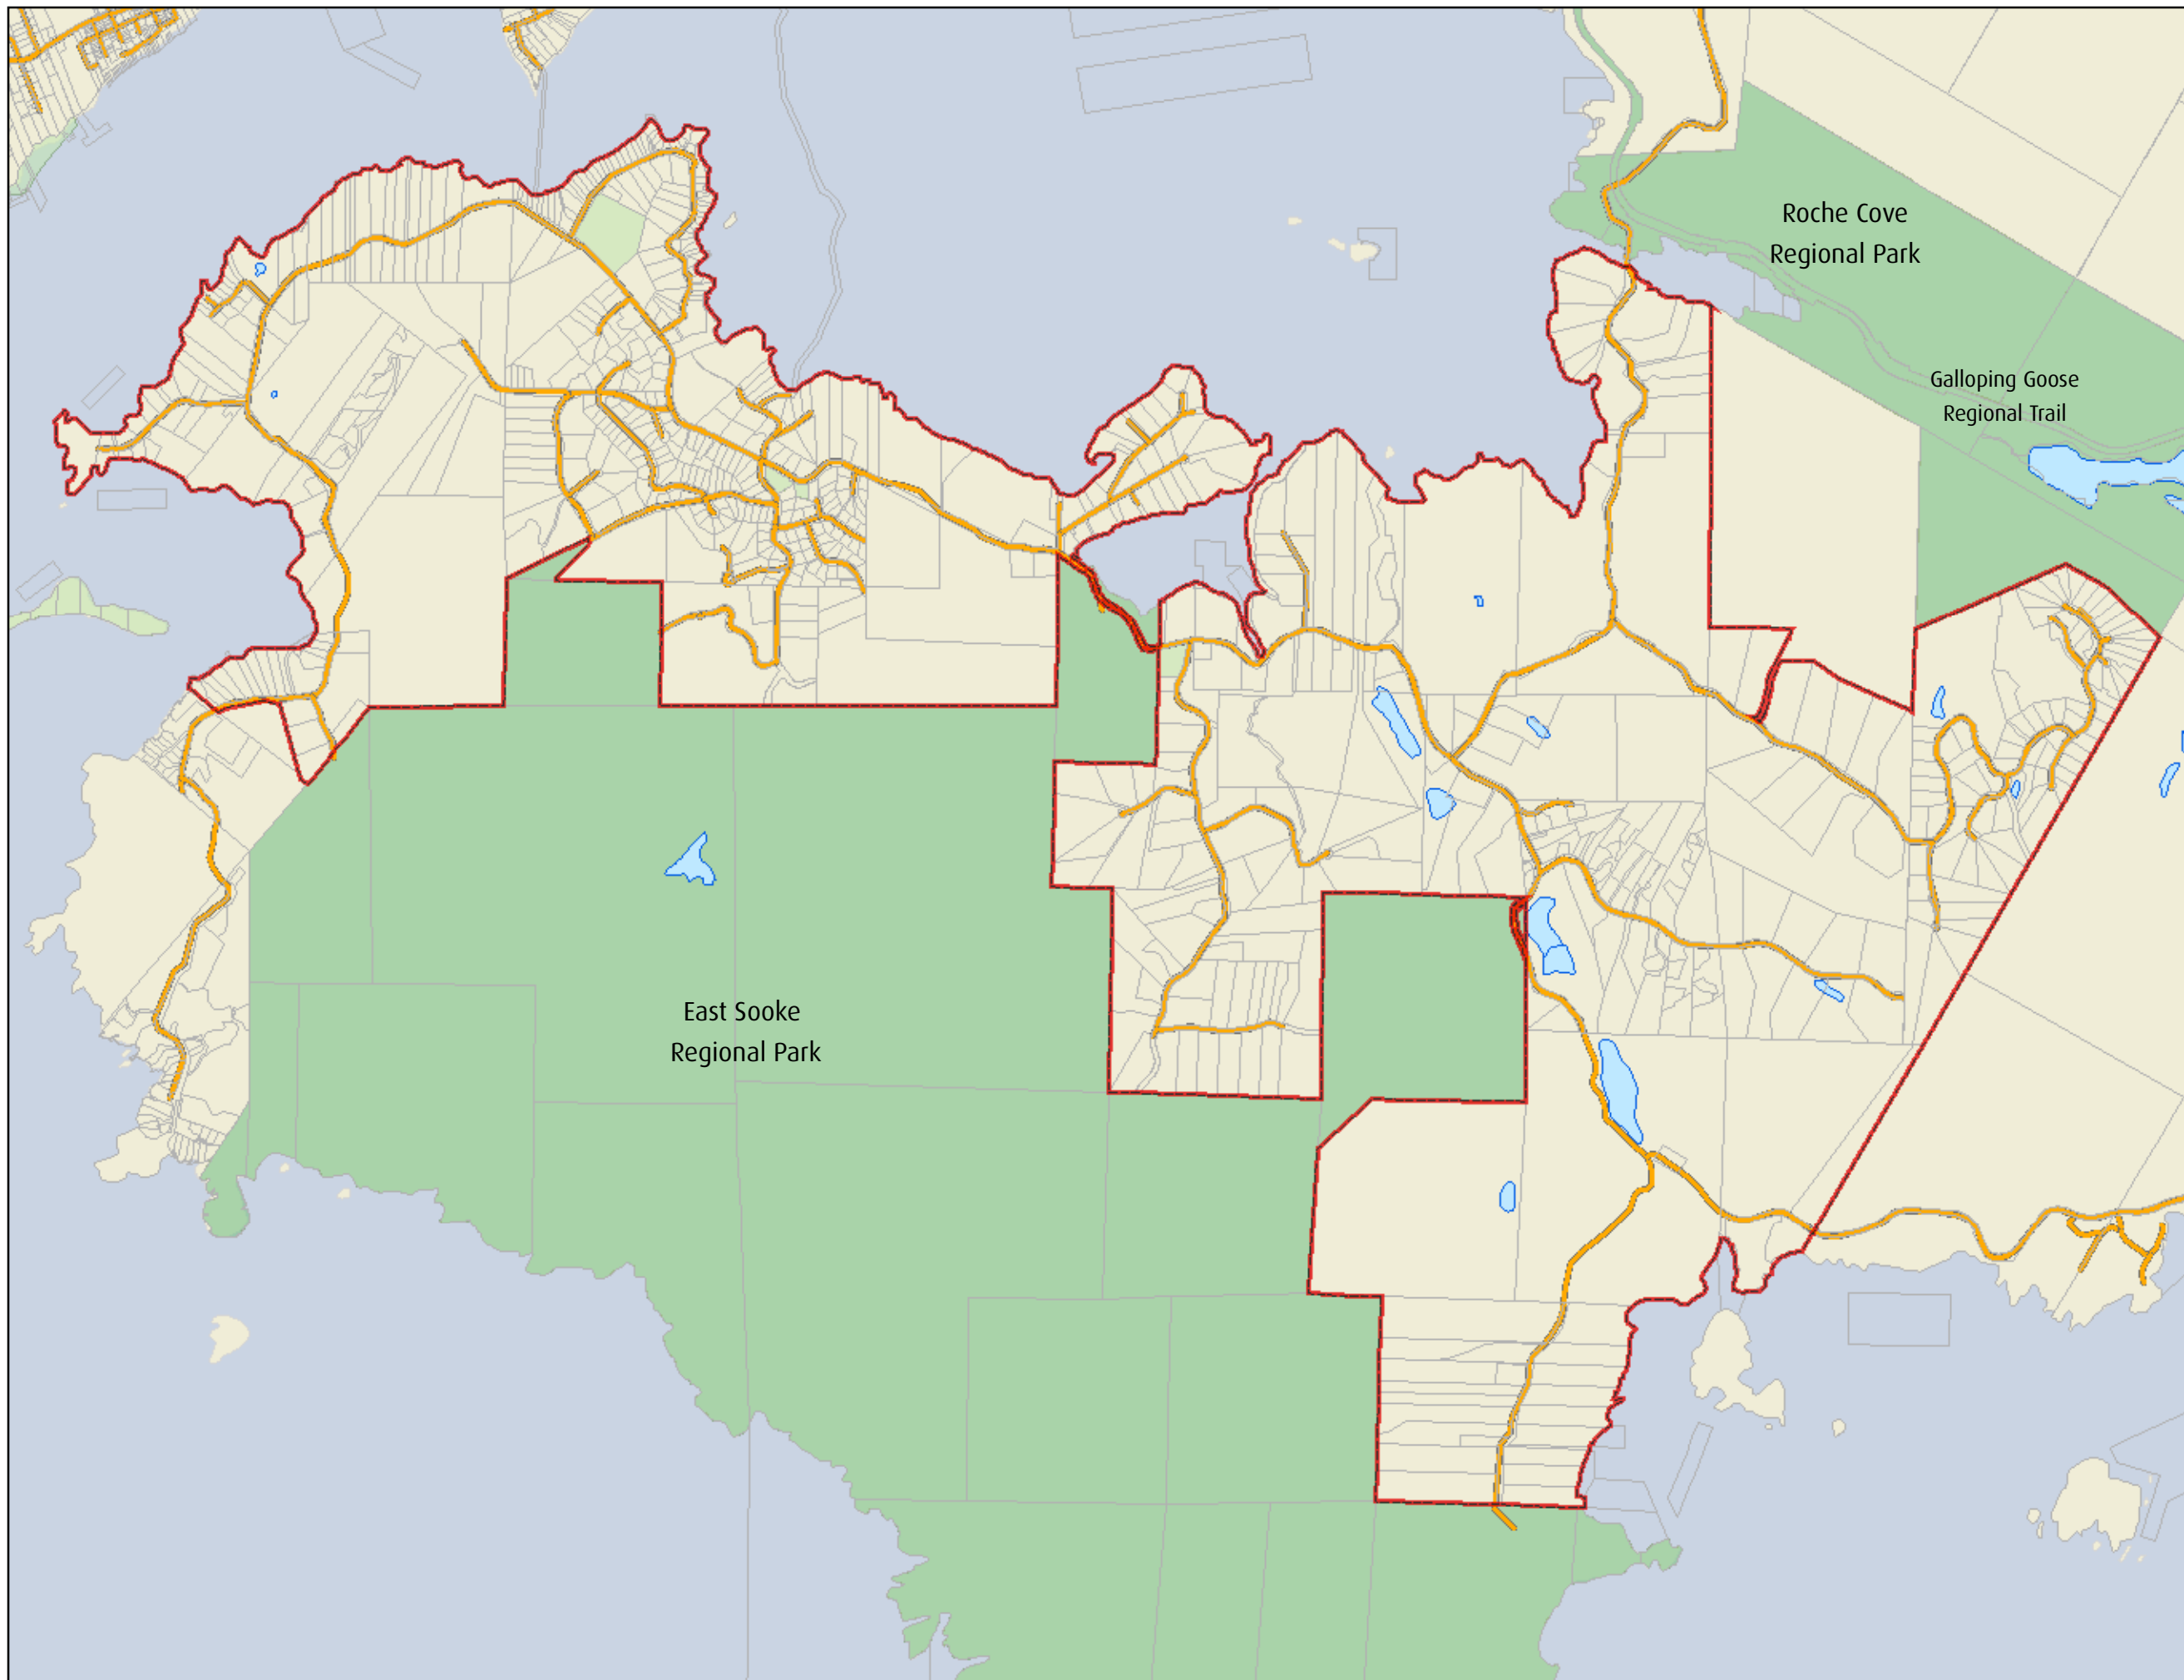 Roche Cove
Regional Park
Galloping Goose
Regional Trail
East Sooke
Regional Park